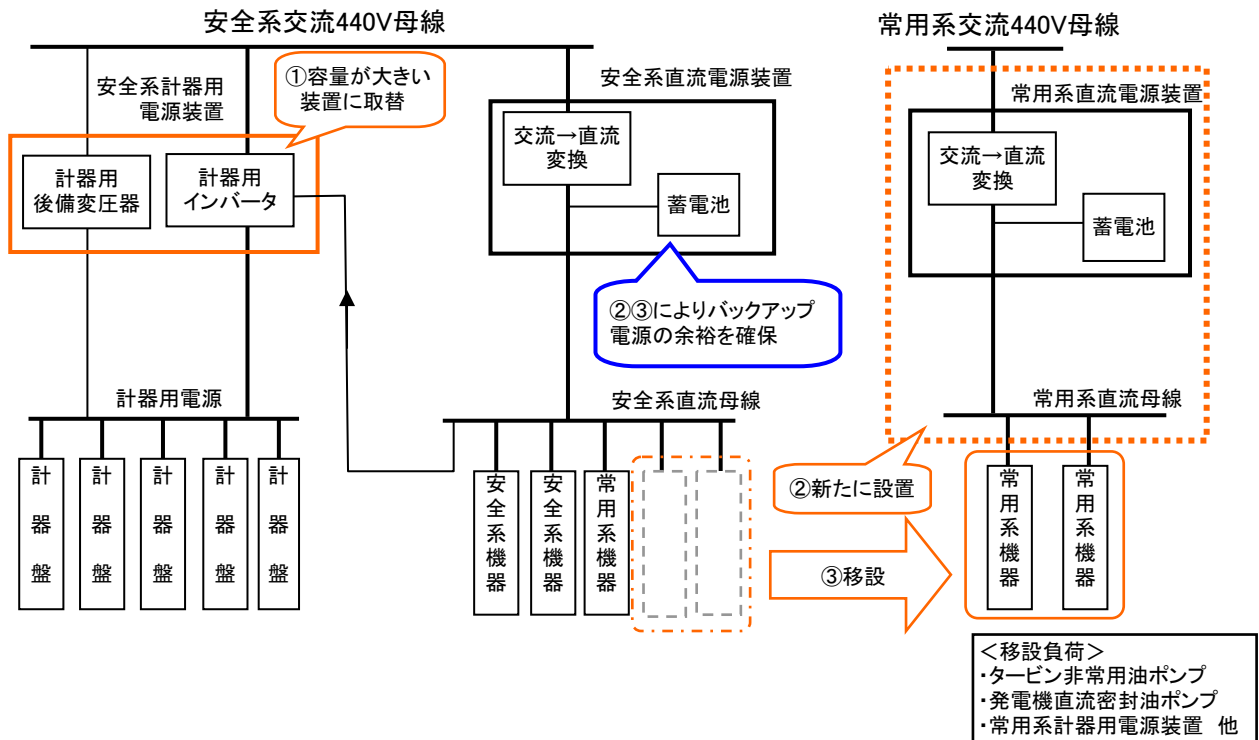 安全系交流440V母線
常用系交流440V母線
安全系計器用
電源装置
①容量が大きい
装置に取替
安全系直流電源装置
常用系直流電源装置
計器用
後備変圧器
計器用
インバータ
交流→直流
変換
蓄電池
交流→直流
変換
蓄電池
②③によりバックアップ
電源の余裕を確保
計器用電源
安全系直流母線
常用系直流母線
計器盤
計器盤
計器盤
計器盤
計器盤
安全系機器
安全系機器
常用系機器
②新たに設置
③移設
常用系機器
常用系機器
＜移設負荷＞
・タービン非常用油ポンプ
・発電機直流密封油ポンプ
・常用系計器用電源装置　他